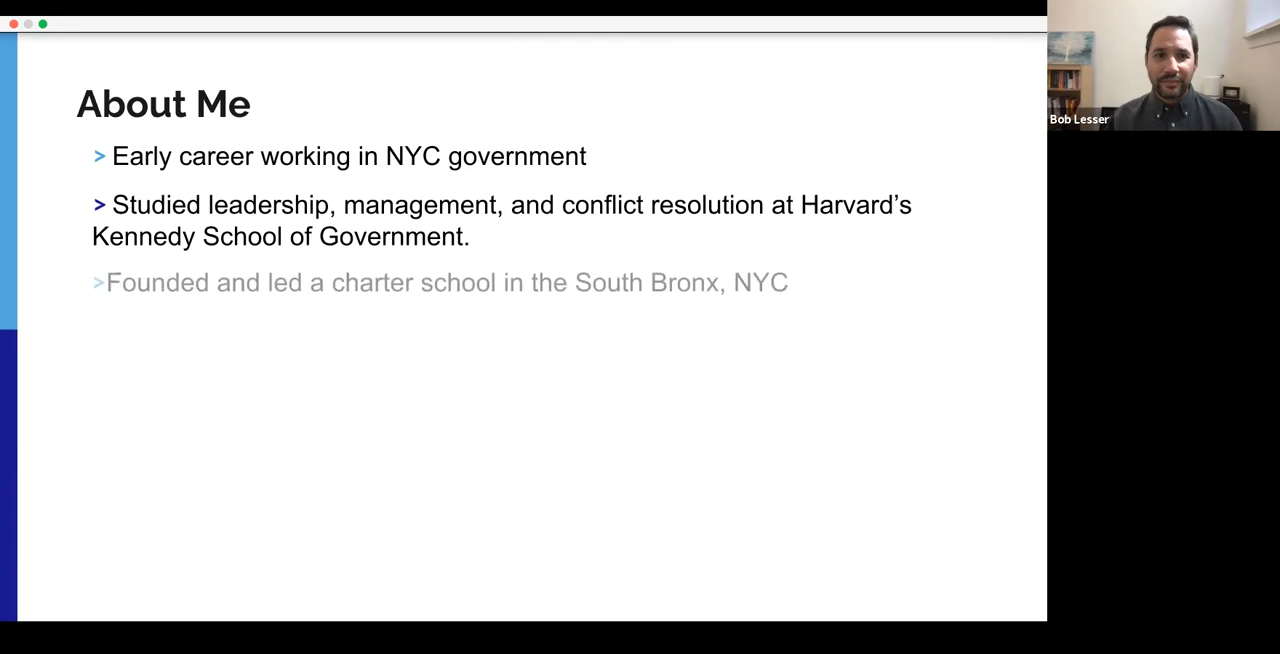 About Me
> Early career working in NYC government
> Studied leadership, management, and conflict resolution at Harvard’s
Kennedy School of Government.
>Founded and led a charter school in the South Bronx, NYC
Bob Lesser